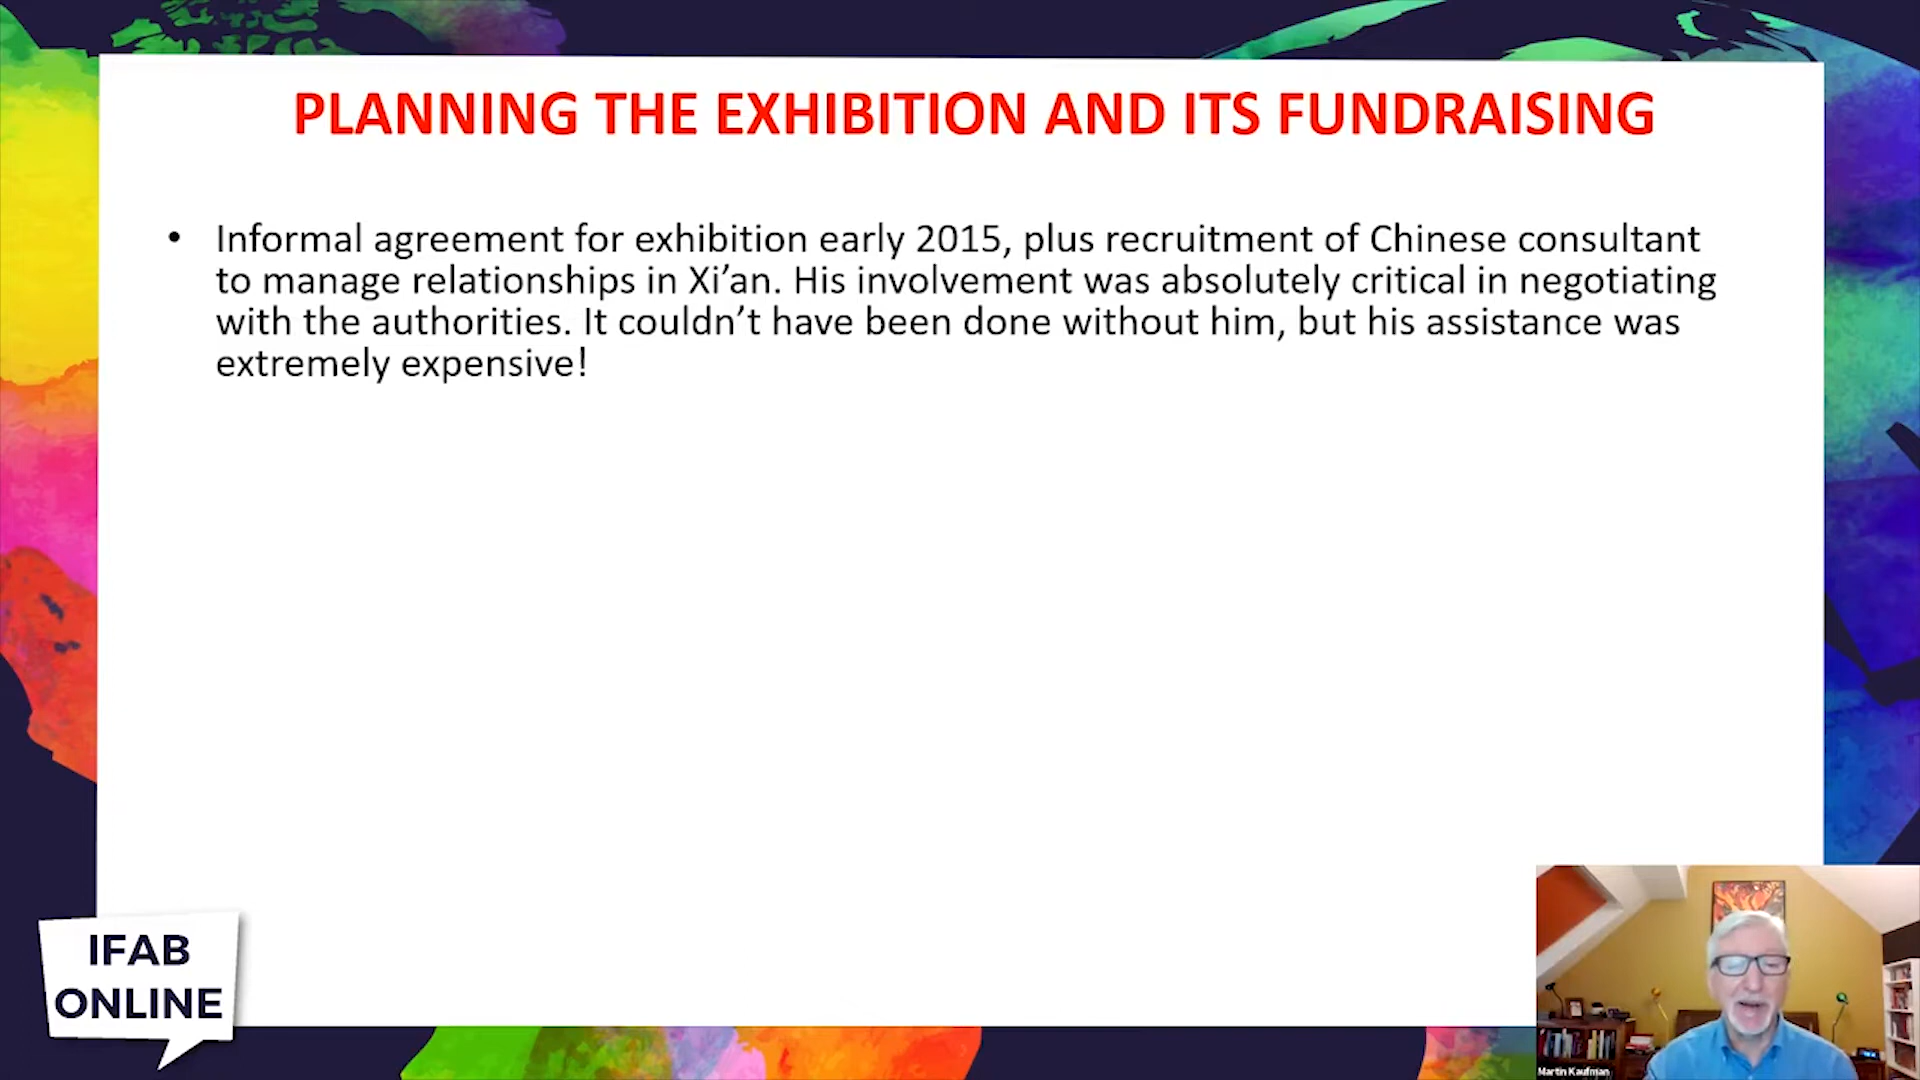 PLANNING THE EXHIBITION AND ITS FUNDRAISING
• Informal agreement for exhibition early 2015, plus recruitment of Chinese consultant
to manage relationships in Xi’an. His involvement was absolutely critical in negotiating
with the authorities. It couldn’t have been done without him, but his assistance was
extremely expensive!
IFAB
ONLINE
Martin Kaufman